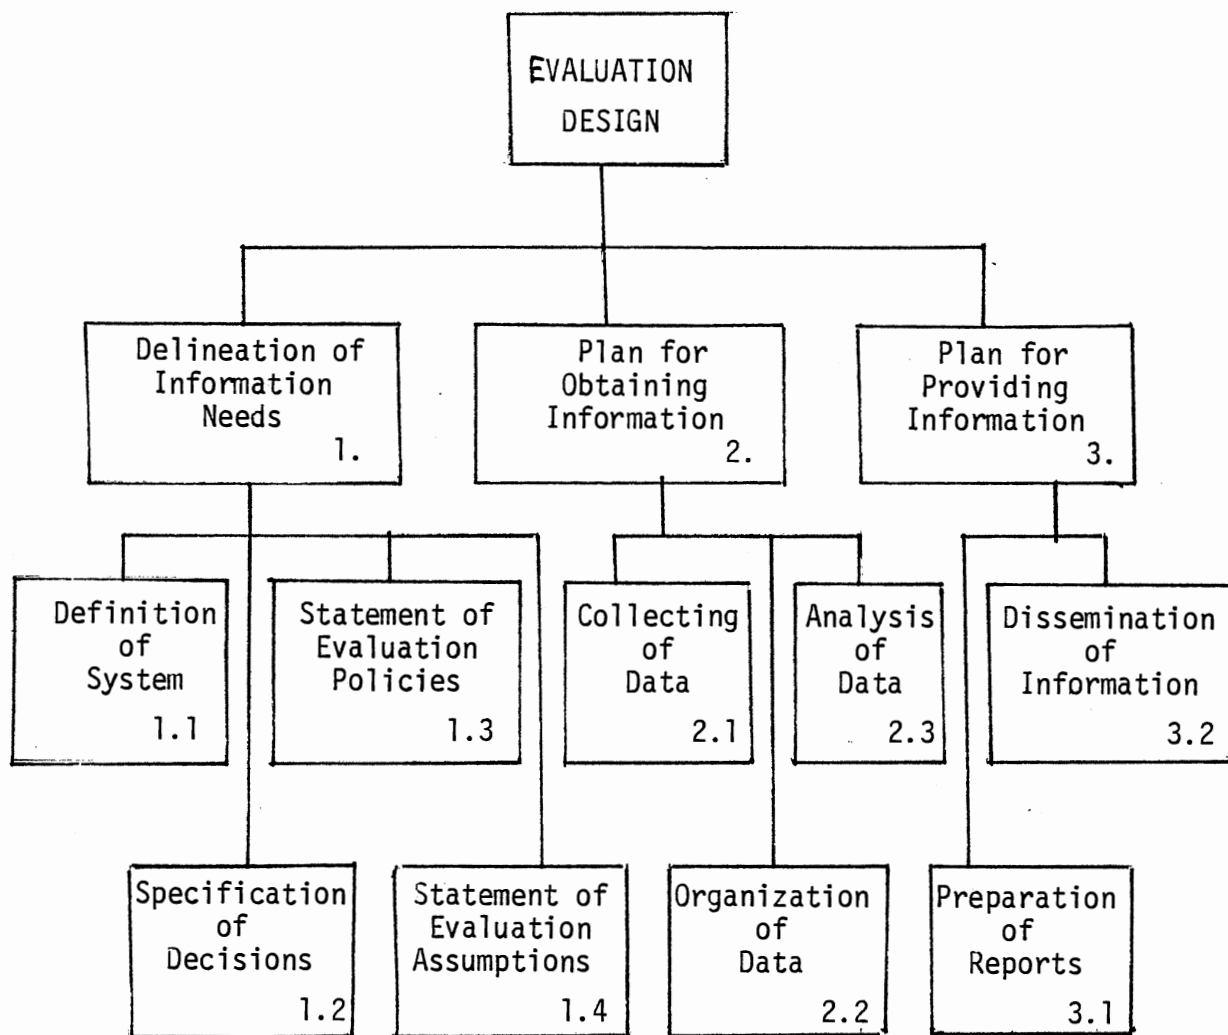 EVALUATION
DESIGN
Delineation of
Information
Needs
1.
Plan for
Obtaining
Information
2.
Plan for
Providing
Information
3.
Definition
of
System
1.1
Statement of
Evaluation
Policies
1.3
Collecting
of
Data
2.1
Analysis
of
Data
2.3
Dissemination
of
Information
3.2
Specification
of
Decisions
1.2
Statement of
Evaluation
Assumptions
1.4
Organization
of
Data
2.2
Preparation
of
Reports
3.1